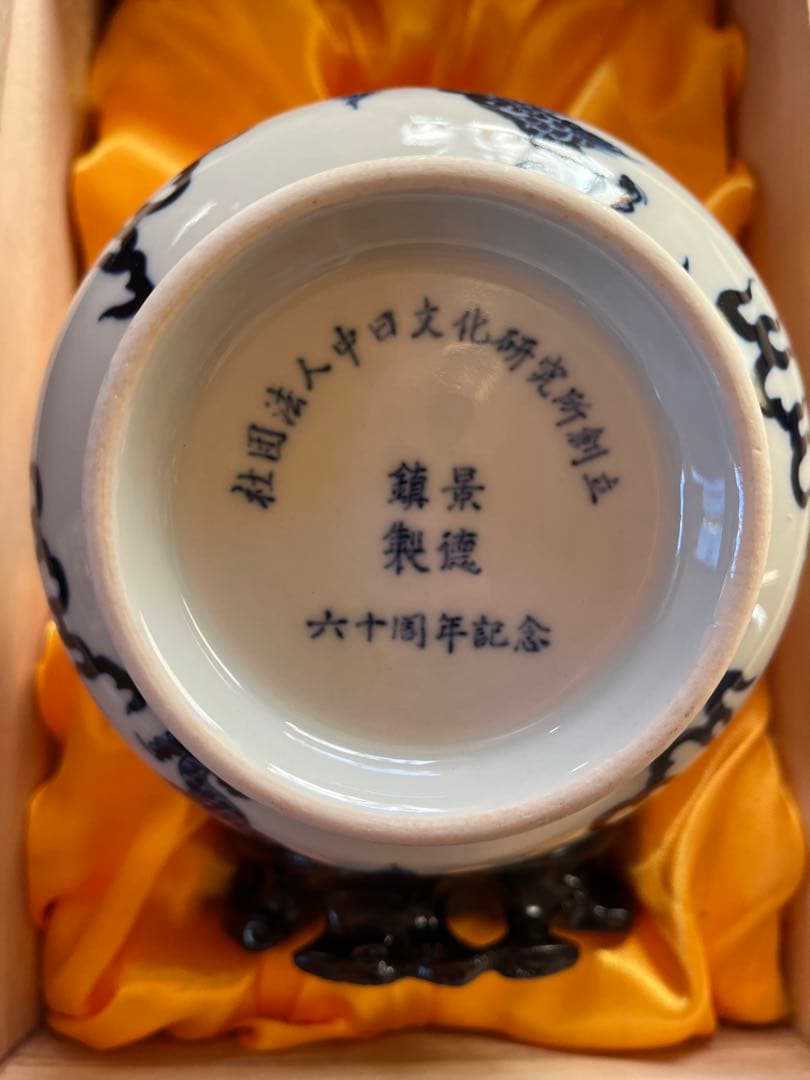 社团法人中日文化研究所創立
景德
鎮製
六十周年記念